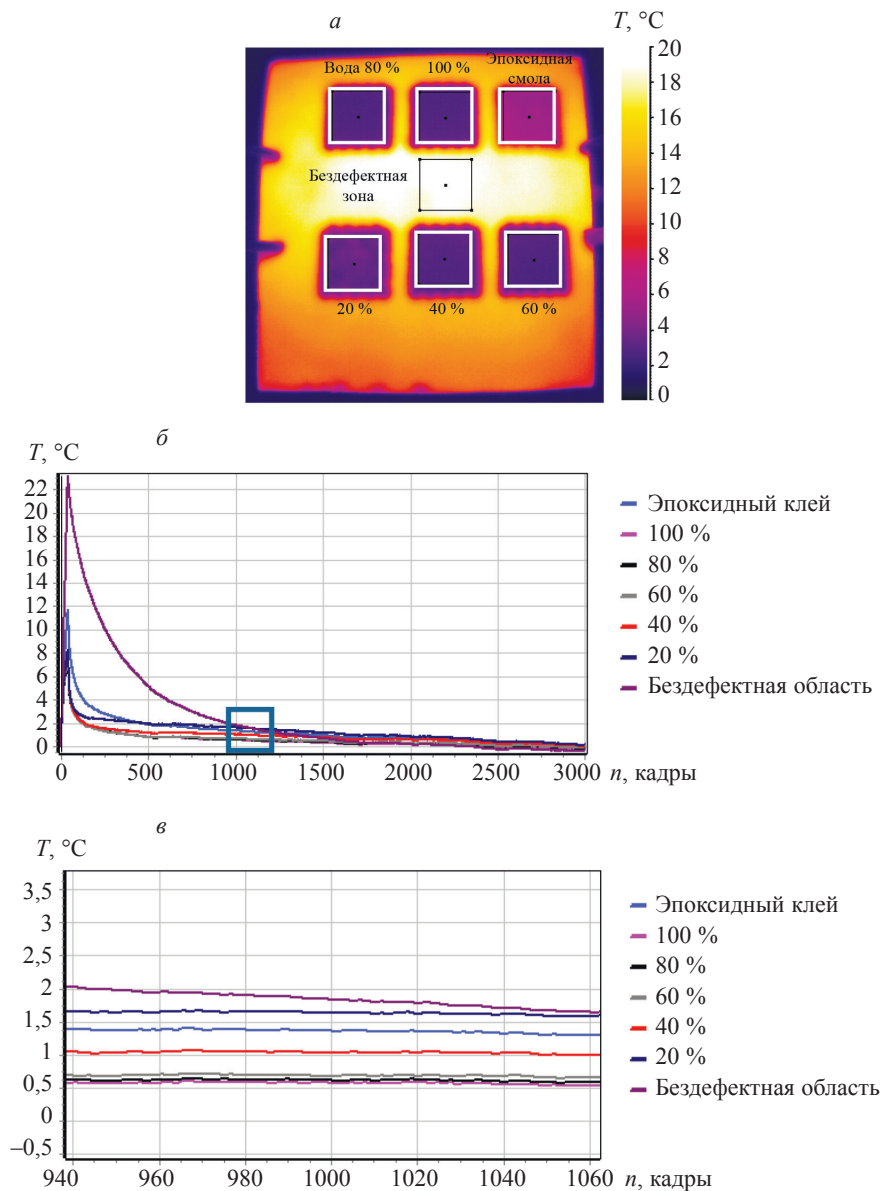 а
T, °C
Вода 80 % 100 % Эпоксидная
смола
Бездефектная
зона
20 % 40 % 60 %
20
18
16
14
12
10
8
6
4
2
0
б
T, °C
22
20
18
16
14
12
10
8
6
4
2
0
0 500 1000 1500 2000 2500 3000 n, кадры
Эпоксидный клей
100 %
80 %
60 %
40 %
20 %
Бездефектная область
в
T, °C
3,5
3
2,5
2
1,5
1
0,5
0
–0,5
940 960 980 1000 1020 1040 1060 n, кадры
Эпоксидный клей
100 %
80 %
60 %
40 %
20 %
Бездефектная область